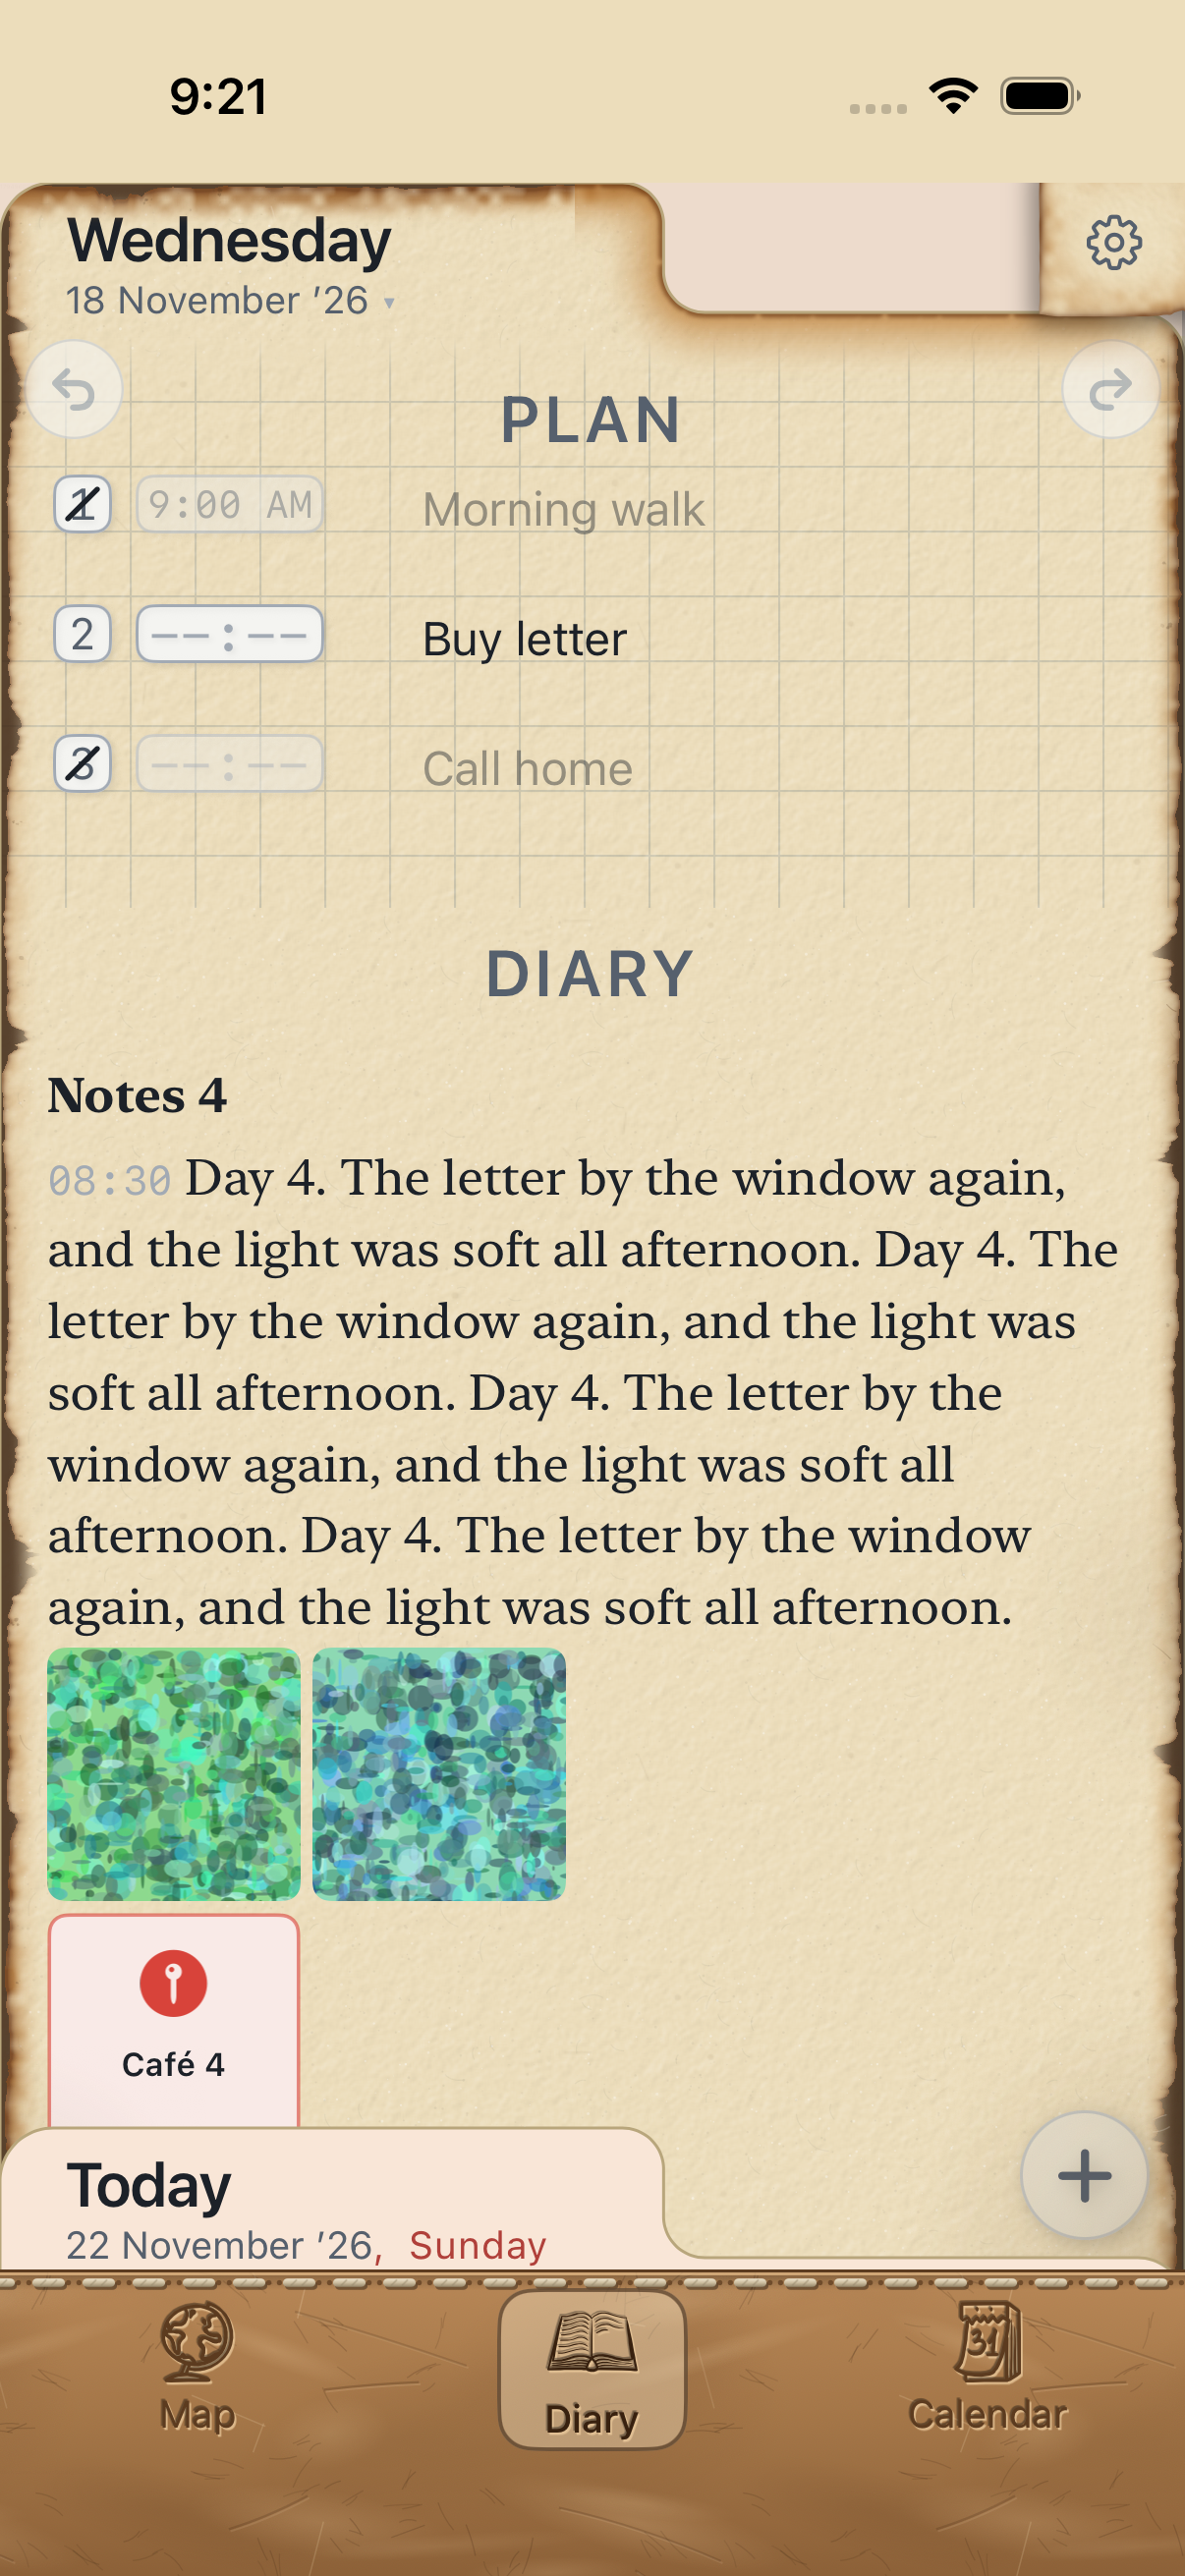 9:21
Wednesday
18 November ’26
PLAN
1 9:00 AM Morning walk
2 --:-- Buy letter
3 --:-- Call home
DIARY
Notes 4
08:30 Day 4. The letter by the window again,
and the light was soft all afternoon. Day 4. The
letter by the window again, and the light was
soft all afternoon. Day 4. The letter by the
window again, and the light was soft all
afternoon. Day 4. The letter by the window
again, and the light was soft all afternoon.
Café 4
Today
22 November ’26, Sunday
31
Map
Diary
Calendar